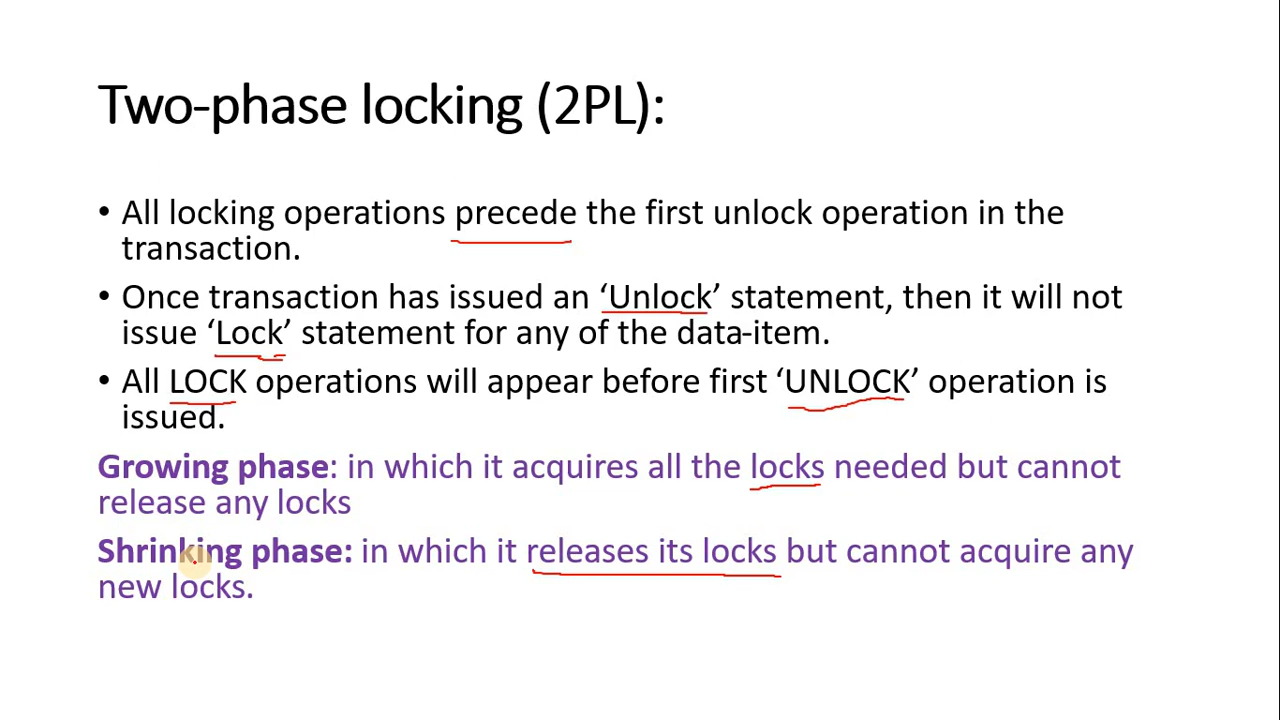 Two-phase locking (2PL):
• All locking operations precede the first unlock operation in the
transaction.
• Once transaction has issued an ‘Unlock’ statement, then it will not
issue ‘Lock’ statement for any of the data-item.
• All LOCK operations will appear before first ‘UNLOCK’ operation is
issued.
Growing phase: in which it acquires all the locks needed but cannot
release any locks
Shrinking phase: in which it releases its locks but cannot acquire any
new locks.